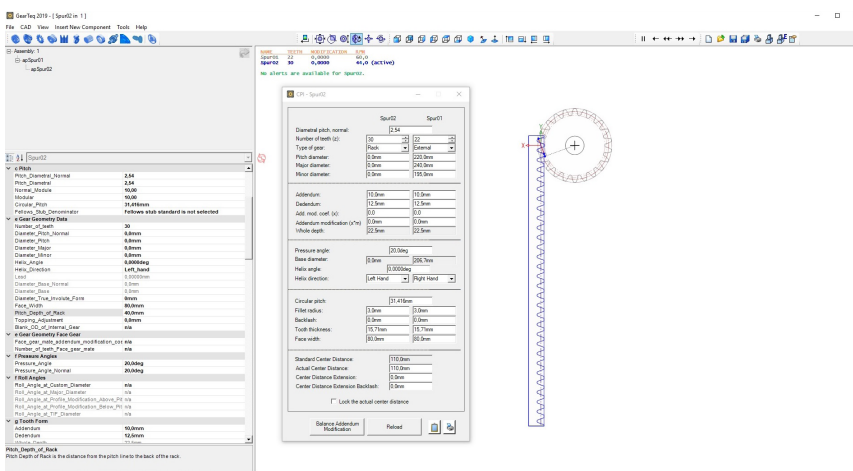 GearTeq 2019 - [ Spur02 in 1 ]
File CAD View Insert New Component Tools Help
Assembly: 1
apSpur01
apSpur02
Spur02
c Pitch
Pitch_Diametral_Normal 2,54
Pitch_Diametral 2,54
Normal_Module 10,00
Modular 10,00
Circular_Pitch 31,416mm
Fellows_Stub_Denominator Fellows stub standard is not selected
e Gear Geometry Data
Number_of_teeth 30
Diameter_Pitch_Normal 0,0mm
Diameter_Pitch 0,0mm
Diameter_Major 0,0mm
Diameter_Minor 0,0mm
Helix_Angle 0,0000deg
Helix_Direction Left_hand
Lead 0,00000mm
Diameter_Base_Normal 0,0mm
Diameter_Base 0,0mm
Diameter_True_Involute_Form 0mm
Face_Width 80,0mm
Pitch_Depth_of_Rack 40,0mm
Topping_Adjustment 0,0mm
Blank_OD_of_Internal_Gear n/a
e Gear Geometry Face Gear
Face_gear_mate_addendum_modification_coe n/a
Number_of_teeth_Face_gear_mate n/a
f Pressure Angles
Pressure_Angle 20,0deg
Pressure_Angle_Normal 20,0deg
f Roll Angles
Roll_Angle_at_Custom_Diameter n/a
Roll_Angle_at_Major_Diameter n/a
Roll_Angle_at_Profile_Modification_Above_Pit n/a
Roll_Angle_at_Profile_Modification_Below_Pit n/a
Roll_Angle_at_TIF_Diameter n/a
g Tooth Form
Addendum 10,0mm
Dedendum 12,5mm
Whole_Depth 22,5mm
Pitch_Depth_of_Rack
Pitch Depth of Rack is the distance from the pitch line to the back of the rack.
NAME TEETH MODIFICATION RPM
Spur01 22 0,0000 60,0
Spur02 30 0,0000 44,0 (active)
No alerts are available for Spur02.
CPI - Spur02
Spur02 Spur01
Diametral pitch, normal: 2,54
Number of teeth (z): 30 22
Type of gear: Rack External
Pitch diameter: 0,0mm 220,0mm
Major diameter: 0,0mm 240,0mm
Minor diameter: 0,0mm 195,0mm
Addendum: 10,0mm 10,0mm
Dedendum: 12,5mm 12,5mm
Add. mod. coef. (x): 0,0 0,0
Addendum modification (x*m) 0,0mm 0,0mm
Whole depth: 22,5mm 22,5mm
Pressure angle: 20,0deg
Base diameter: 0,0mm 206,7mm
Helix angle: 0,0000deg
Helix direction: Left Hand Right Hand
Circular pitch: 31,416mm
Fillet radius: 3,0mm 3,0mm
Backlash: 0,0mm 0,0mm
Tooth thickness: 15,71mm 15,71mm
Face width: 80,0mm 80,0mm
Standard Center Distance: 110,0mm
Actual Center Distance: 110,0mm
Center Distance Extension: 0,0mm
Center Distance Extension Backlash: 0,0mm
Lock the actual center distance
Balance Addendum
Modification
Reload
X